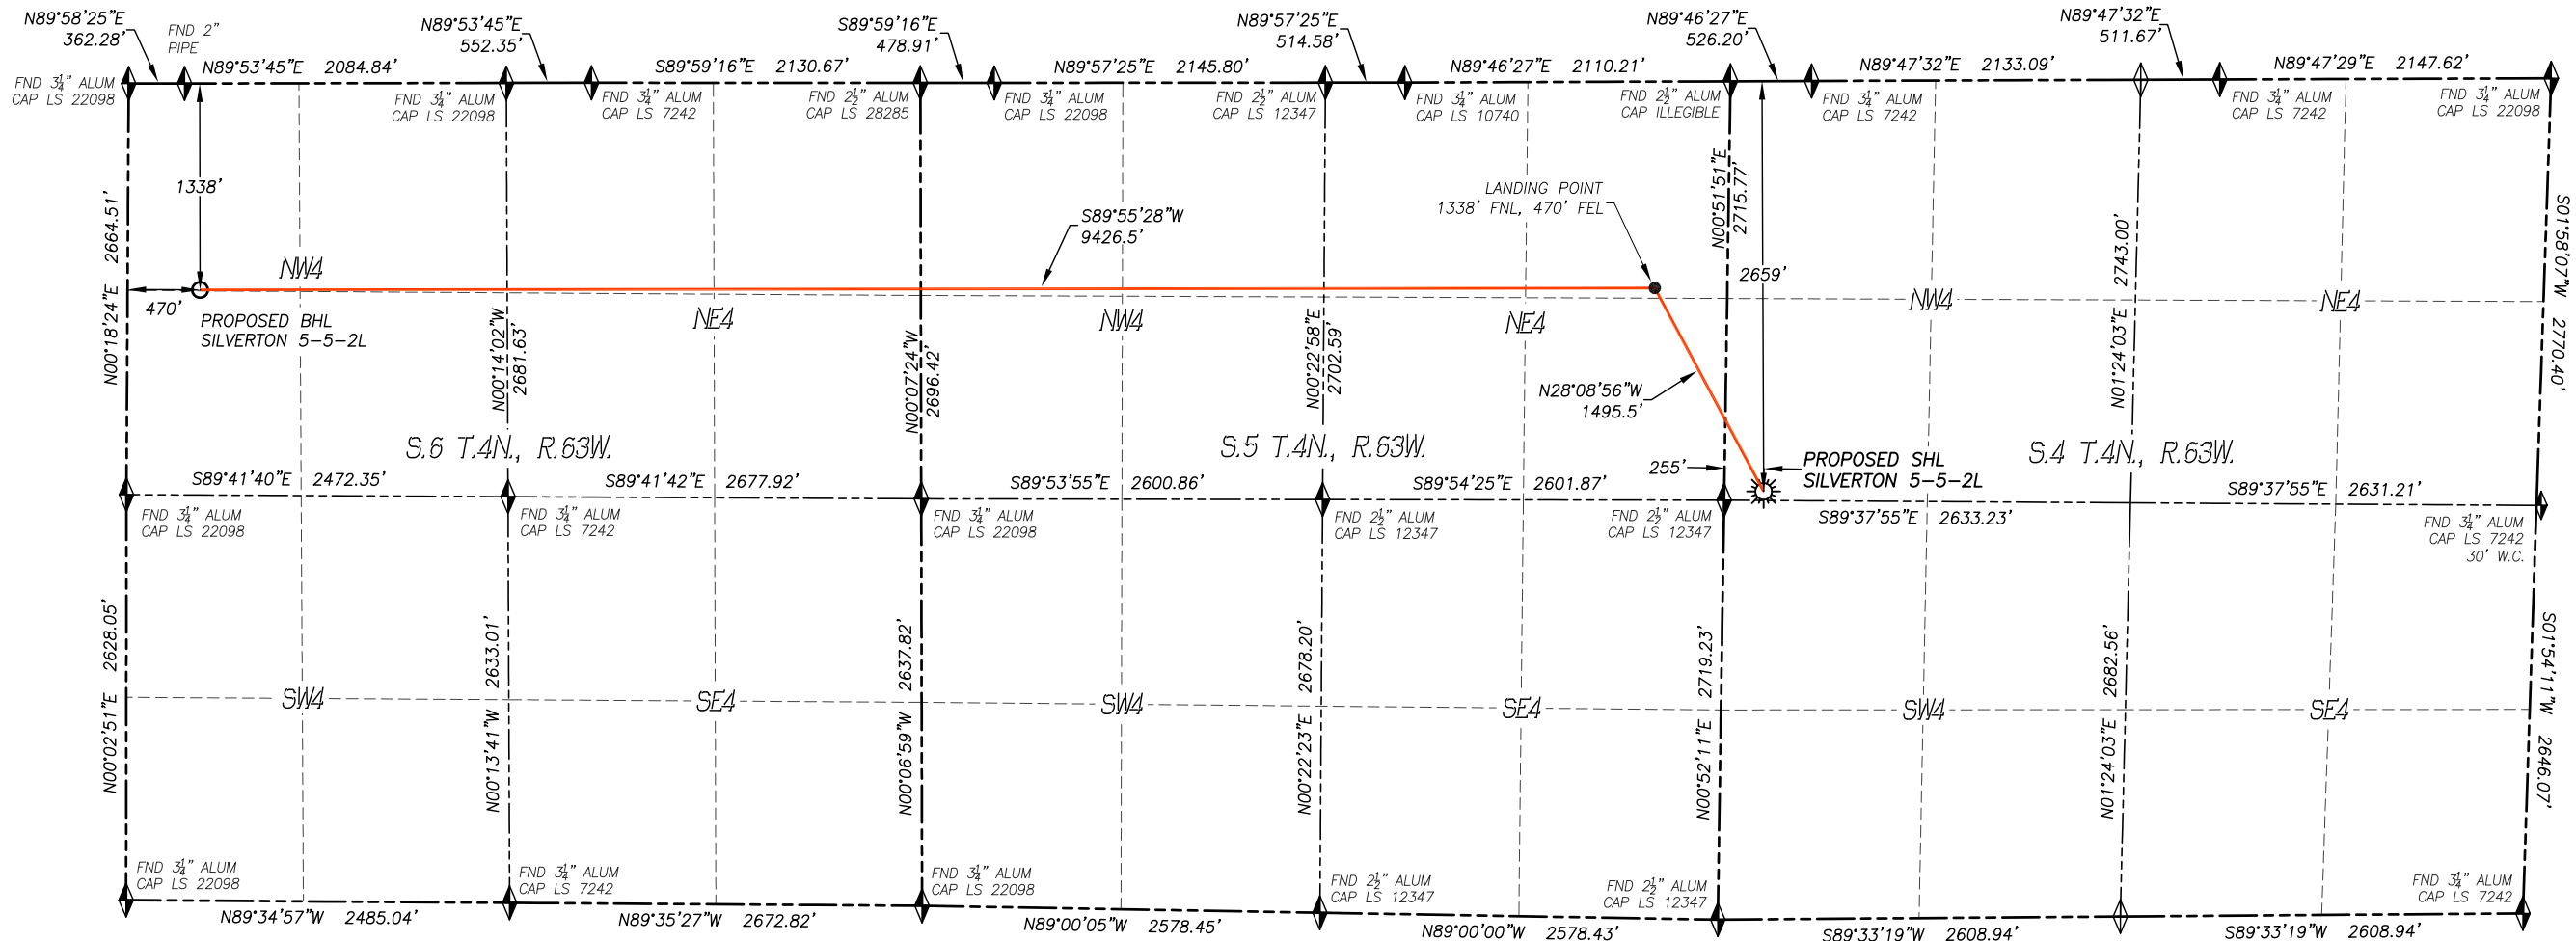 N89°58'25"E
362.28'
FND 2"
PIPE
N89°53'45"E
552.35'
S89°59'16"E
478.91'
N89°57'25"E
514.58'
N89°46'27"E
526.20'
N89°47'32"E
511.67'
N89°53'45"E 2084.84'
S89°59'16"E 2130.67'
N89°57'25"E 2145.80'
N89°46'27"E 2110.21'
N89°47'32"E 2133.09'
N89°47'29"E 2147.62'
FND 3¼" ALUM
CAP LS 22098
FND 3¼" ALUM
CAP LS 22098
FND 3¼" ALUM
CAP LS 7242
FND 2½" ALUM
CAP LS 28285
FND 3¼" ALUM
CAP LS 22098
FND 2½" ALUM
CAP LS 12347
FND 3¼" ALUM
CAP LS 10740
FND 2½" ALUM
CAP ILLEGIBLE
FND 3¼" ALUM
CAP LS 7242
FND 3¼" ALUM
CAP LS 7242
FND 3¼" ALUM
CAP LS 22098
1338'
LANDING POINT
1338' FNL, 470' FEL
S89°55'28"W
9426.5'
2659'
N00°18'24"E 2664.51'
N00°14'02"W
2681.63'
N00°07'24"W
2696.42'
N00°22'58"E
2702.59'
N00°51'51"E
2715.77'
N01°24'03"E 2743.00'
S01°58'07"W 2770.40'
NW4
NE4
NW4
NE4
NW4
NE4
470'
PROPOSED BHL
SILVERTON 5-5-2L
N28°08'56"W
1495.5'
S.6 T.4N., R.63W.
S.5 T.4N., R.63W.
S.4 T.4N., R.63W.
255'
PROPOSED SHL
SILVERTON 5-5-2L
S89°41'40"E 2472.35'
S89°41'42"E 2677.92'
S89°53'55"E 2600.86'
S89°54'25"E 2601.87'
S89°37'55"E 2633.23'
S89°37'55"E 2631.21'
FND 3¼" ALUM
CAP LS 22098
FND 3¼" ALUM
CAP LS 7242
FND 3¼" ALUM
CAP LS 22098
FND 2½" ALUM
CAP LS 12347
FND 2½" ALUM
CAP LS 12347
FND 3¼" ALUM
CAP LS 7242
30' W.C.
N00°02'51"E 2628.05'
N00°13'41"W 2633.01'
N00°06'59"W 2637.82'
N00°22'23"E 2678.20'
N00°52'11"E 2719.23'
N01°24'03"E 2682.56'
S01°54'11"W 2646.07'
SW4
SE4
SW4
SE4
SW4
SE4
FND 3¼" ALUM
CAP LS 22098
FND 3¼" ALUM
CAP LS 7242
FND 3¼" ALUM
CAP LS 22098
FND 2½" ALUM
CAP LS 12347
FND 2½" ALUM
CAP LS 12347
FND 3¼" ALUM
CAP LS 7242
N89°34'57"W 2485.04'
N89°35'27"W 2672.82'
N89°00'05"W 2578.45'
N89°00'00"W 2578.43'
S89°33'19"W 2608.94'
S89°33'19"W 2608.94'